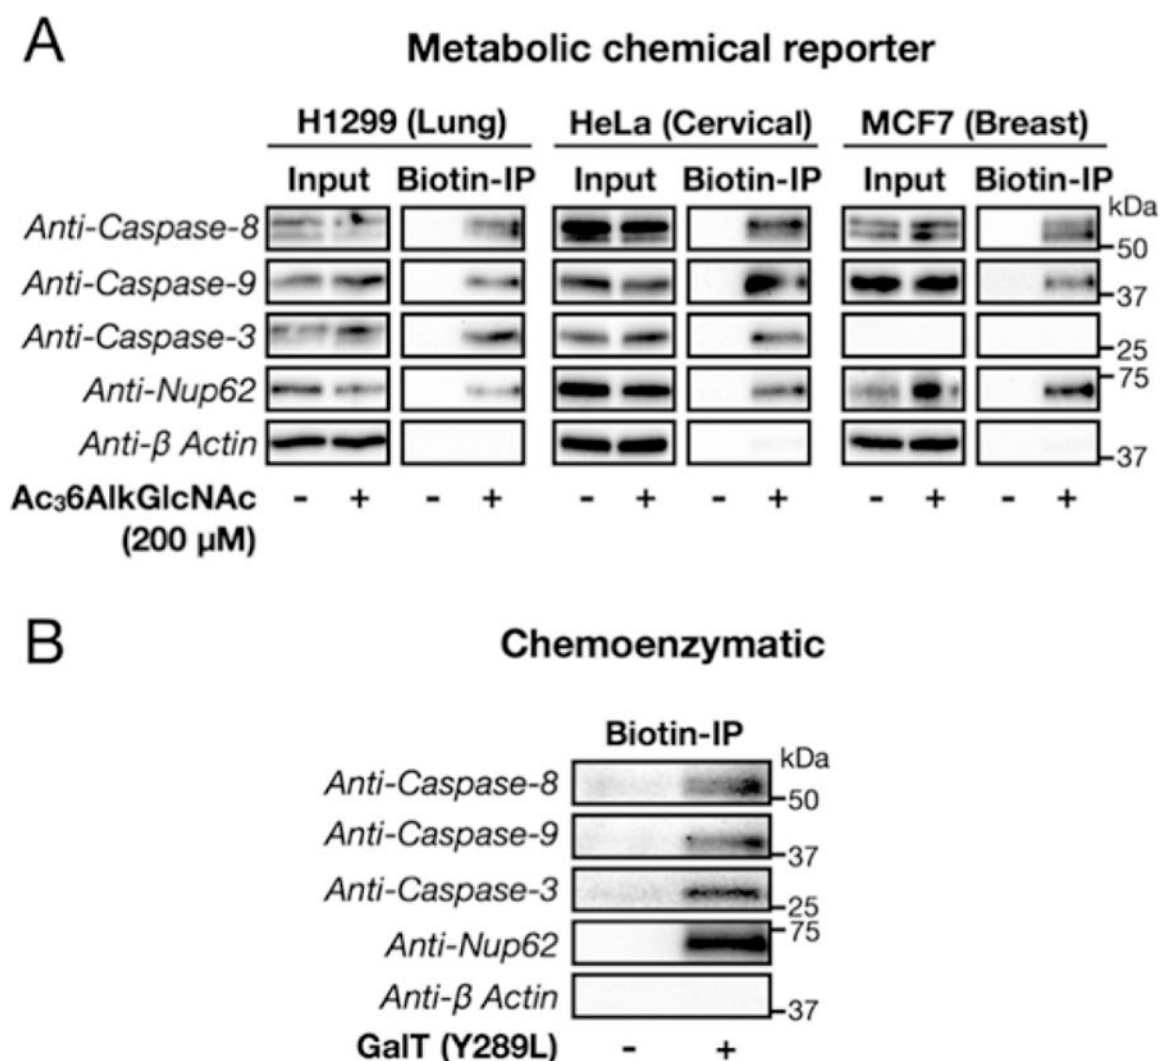 A
Metabolic chemical reporter
H1299 (Lung) HeLa (Cervical) MCF7 (Breast)
Input Biotin-IP Input Biotin-IP Input Biotin-IP
kDa
Anti-Caspase-8
50
Anti-Caspase-9
37
Anti-Caspase-3
25
Anti-Nup62
75
Anti-β Actin
37
Ac₃6AlkGlcNAc - + - + - + - + - + - +
(200 μM)
B
Chemoenzymatic
Biotin-IP
kDa
Anti-Caspase-8
50
Anti-Caspase-9
37
Anti-Caspase-3
25
Anti-Nup62
75
Anti-β Actin
37
GalT (Y289L) - +